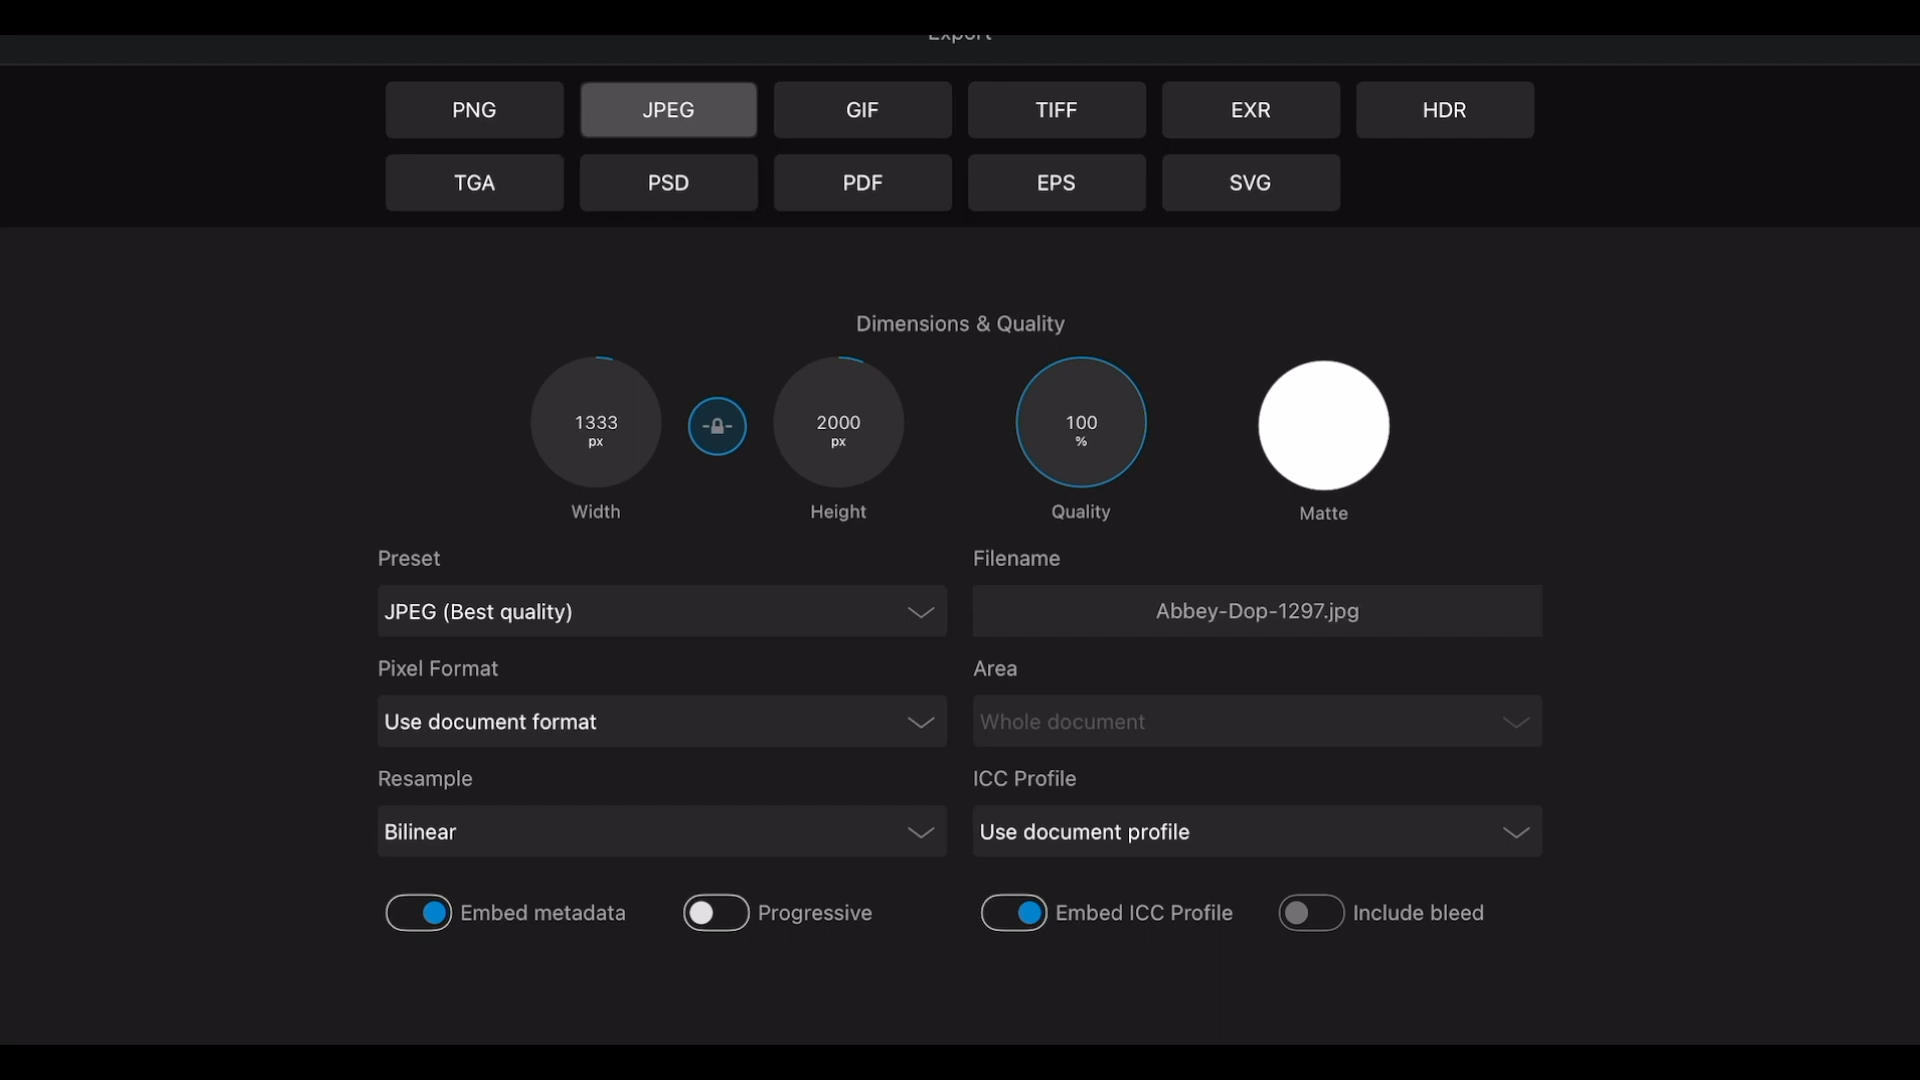 Export
PNG JPEG GIF TIFF EXR HDR
TGA PSD PDF EPS SVG
Dimensions & Quality
1333 px 2000 px 100 %
Width Height Quality Matte
Preset Filename
JPEG (Best quality) Abbey-Dop-1297.jpg
Pixel Format Area
Use document format Whole document
Resample ICC Profile
Bilinear Use document profile
Embed metadata Progressive Embed ICC Profile Include bleed